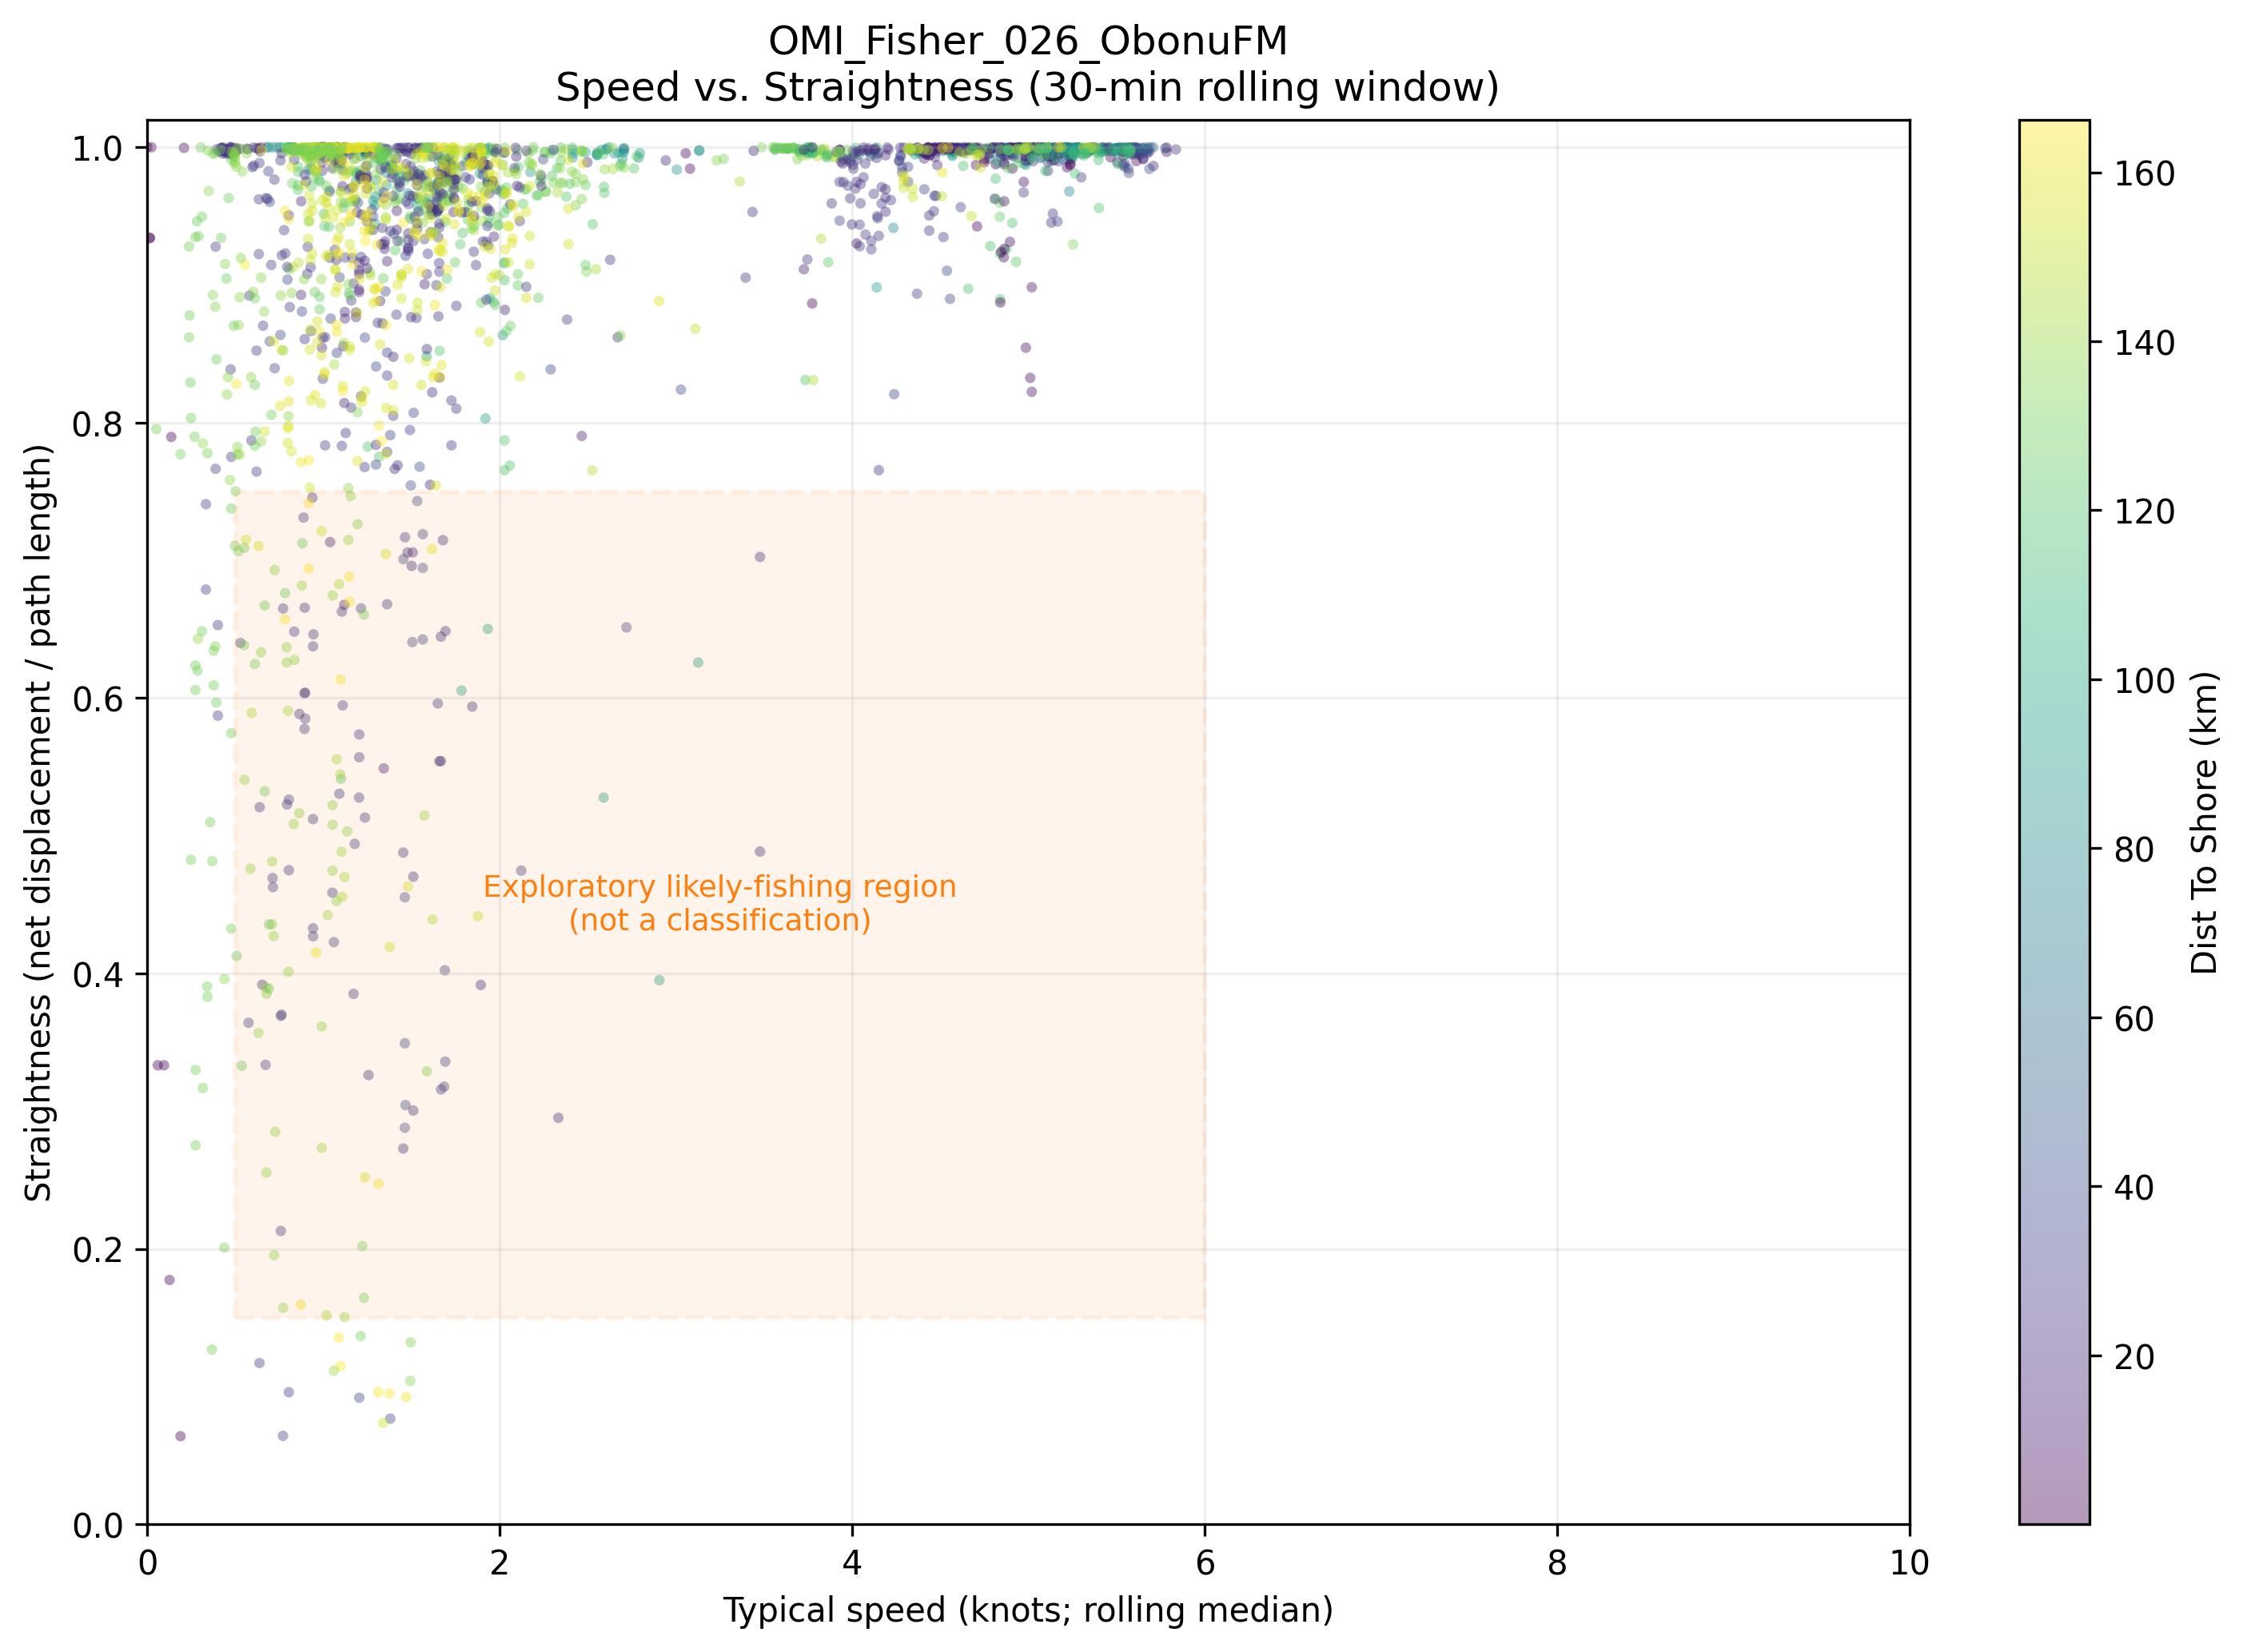 OMI_Fisher_026_ObonuFM
Speed vs. Straightness (30-min rolling window)
Straightness (net displacement / path length)
1.0
0.8
0.6
0.4
0.2
0.0
Exploratory likely-fishing region
(not a classification)
0
2
4
6
8
10
Typical speed (knots; rolling median)
160
140
120
100
80
60
40
20
Dist To Shore (km)